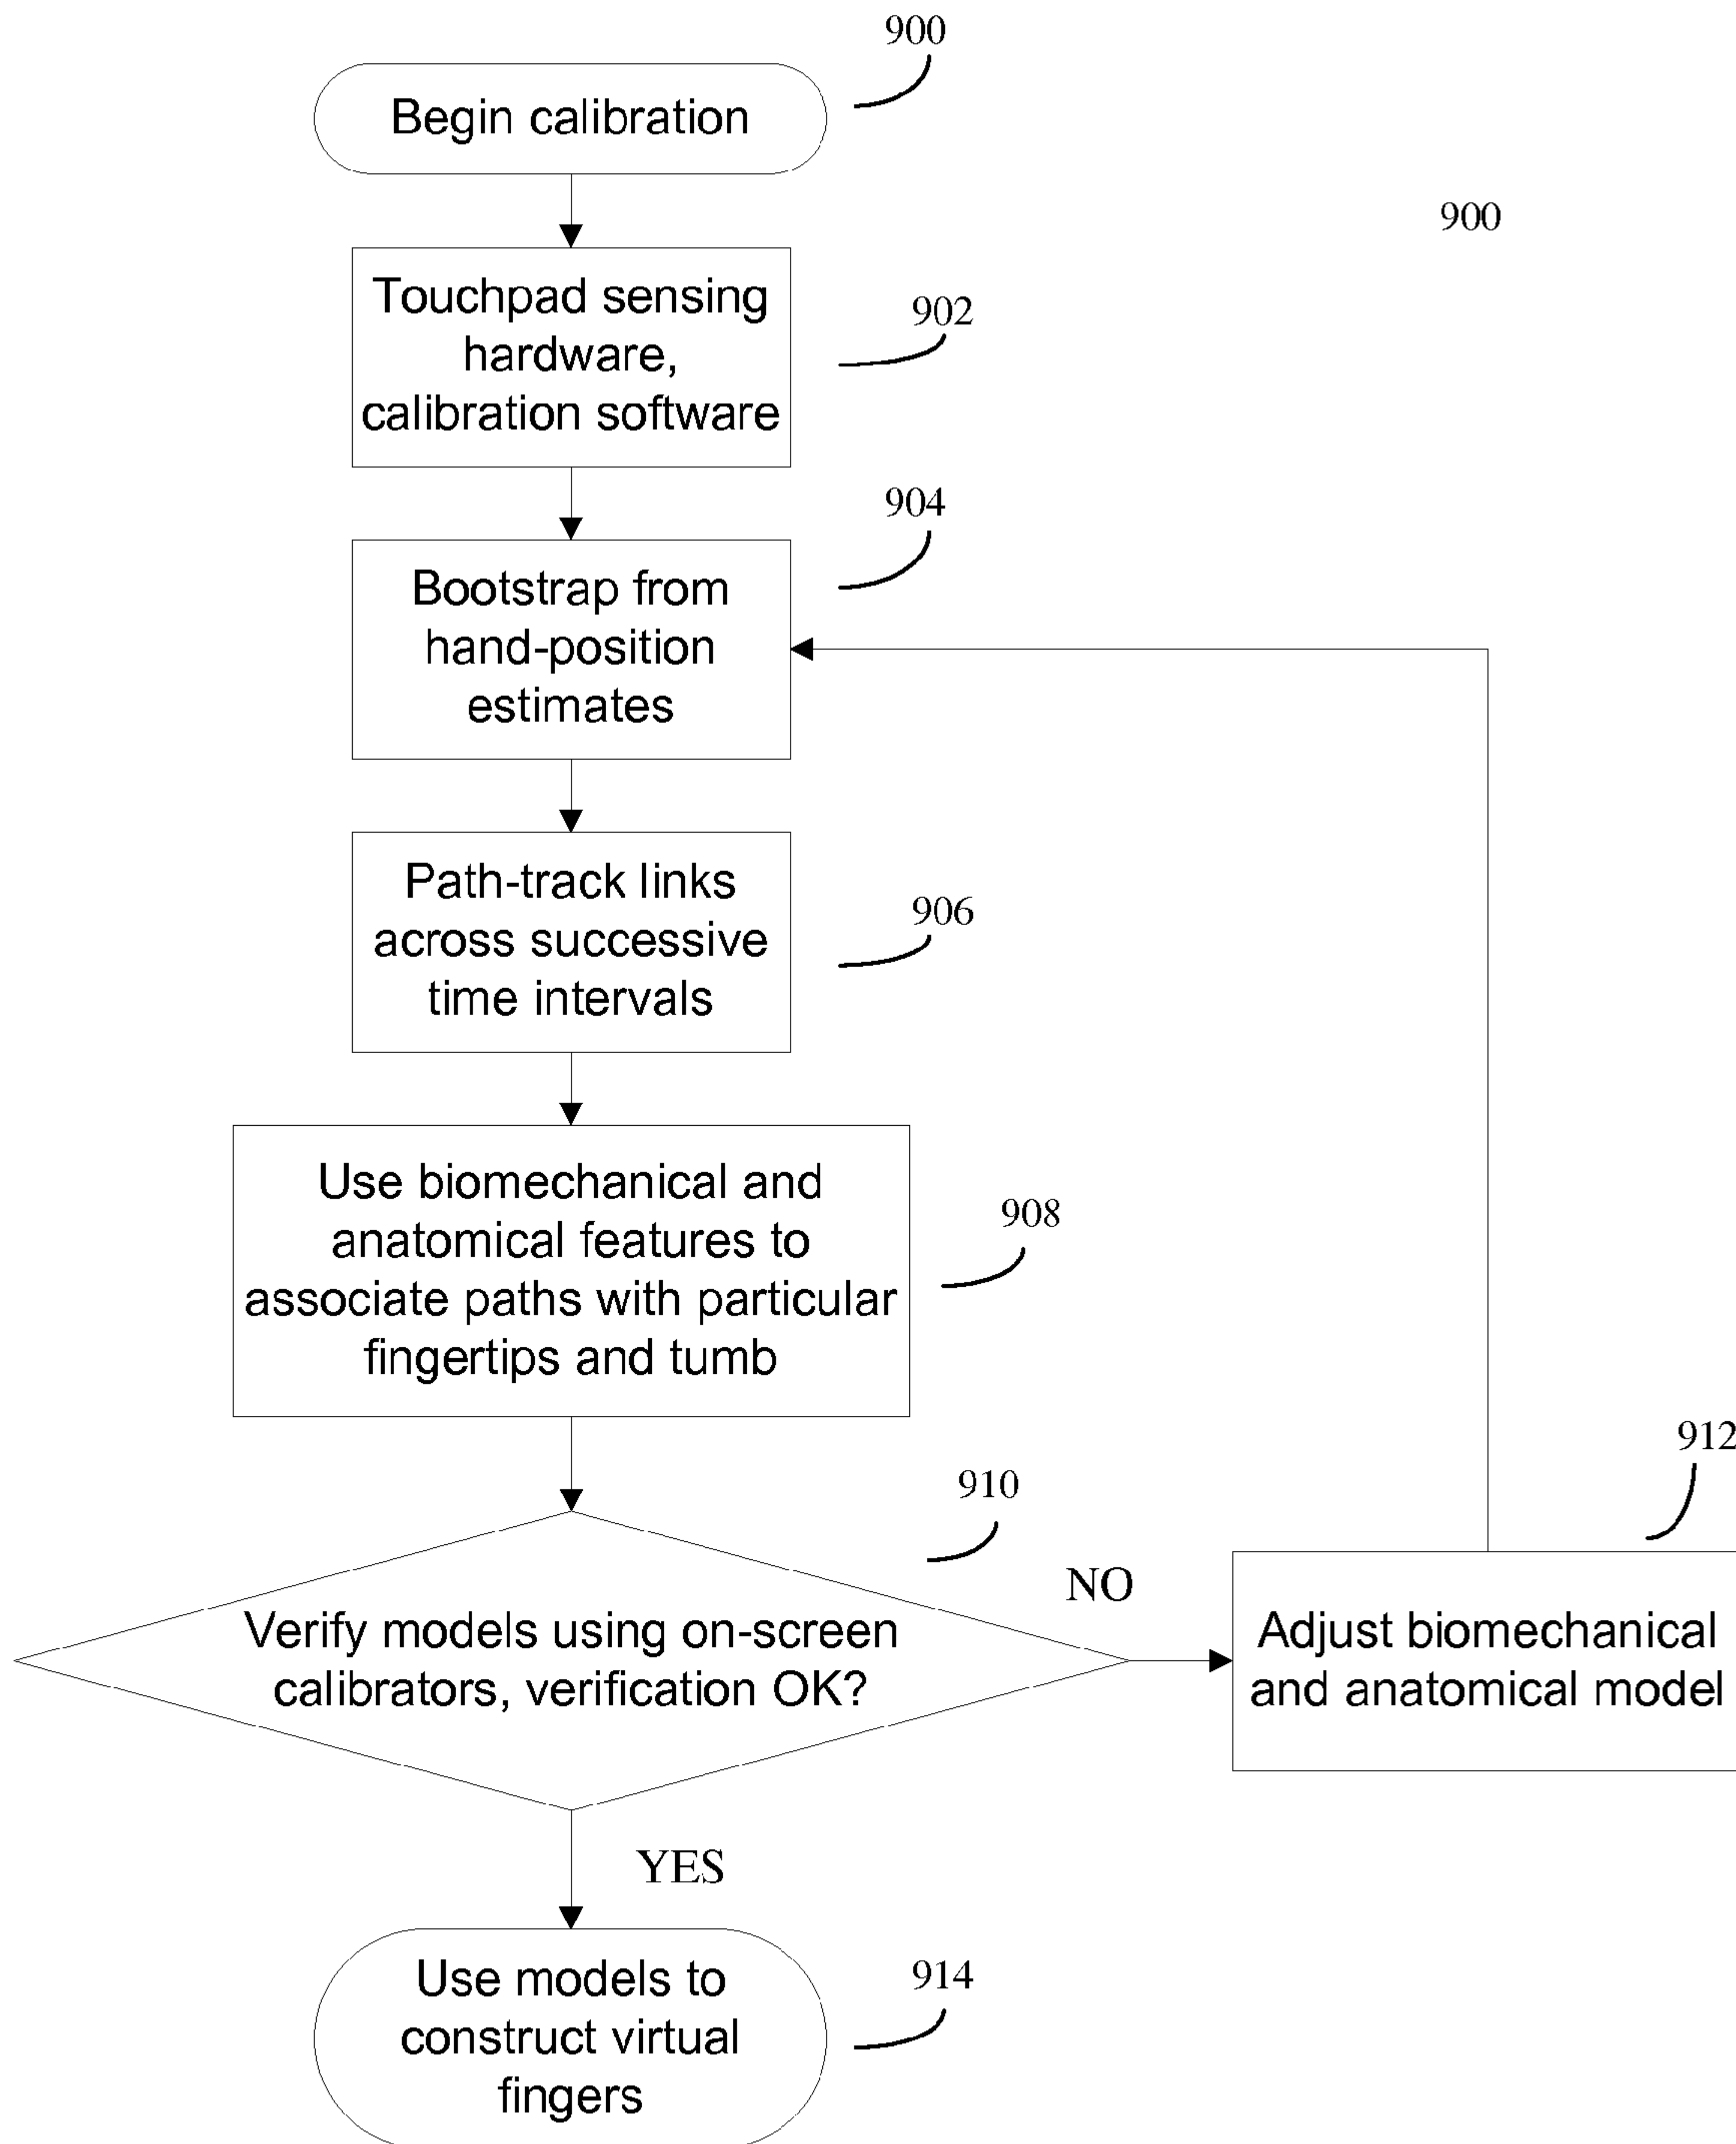 900
Begin calibration
900
Touchpad sensing
hardware,
calibration software
902
904
Bootstrap from
hand-position
estimates
Path-track links
across successive
time intervals
906
Use biomechanical and
anatomical features to
associate paths with particular
fingertips and tumb
908
910
Verify models using on-screen
calibrators, verification OK?
NO
912
Adjust biomechanical
and anatomical model
YES
Use models to
construct virtual
fingers
914